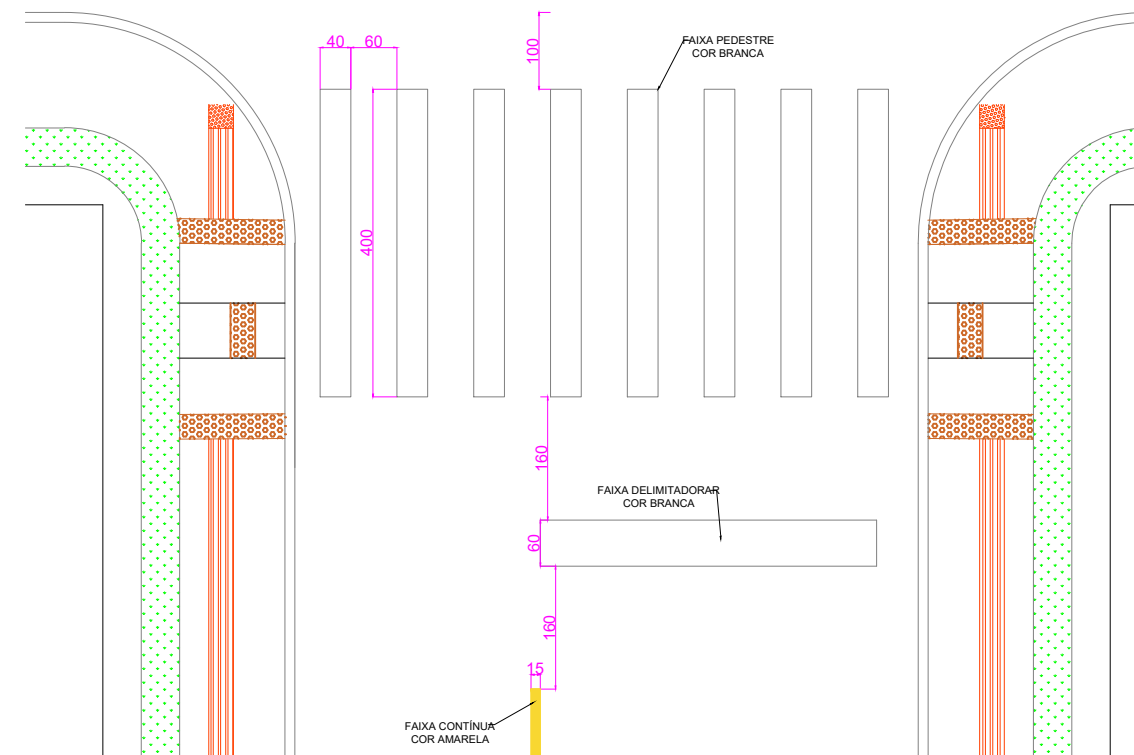 40
60
100
FAIXA PEDESTRE
COR BRANCA
400
160
FAIXA DELIMITADORAR
COR BRANCA
60
160
15
FAIXA CONTÍNUA
COR AMARELA